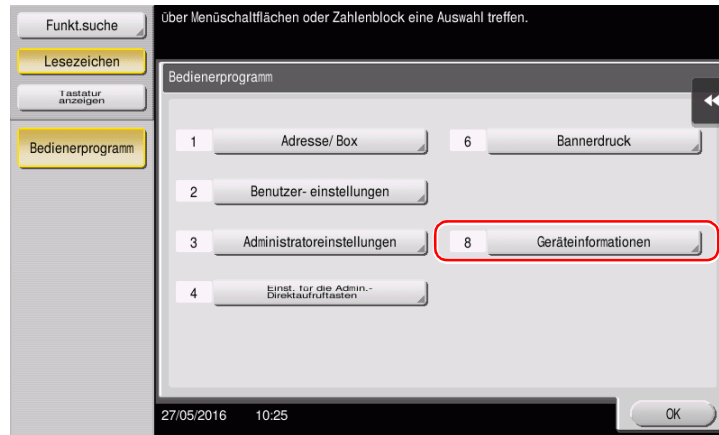 Funkt.suche
Lesezeichen
Tastatur
anzeigen
Bedienerprogramm
über Menüschaltflächen oder Zahlenblock eine Auswahl treffen.
Bedienerprogramm
1 Adresse/ Box
6 Bannerdruck
2 Benutzer- einstellungen
3 Administratoreinstellungen
8 Geräteinformationen
4 Einst. für die Admin.-
Direktaufruftasten
27/05/2016 10:25
OK